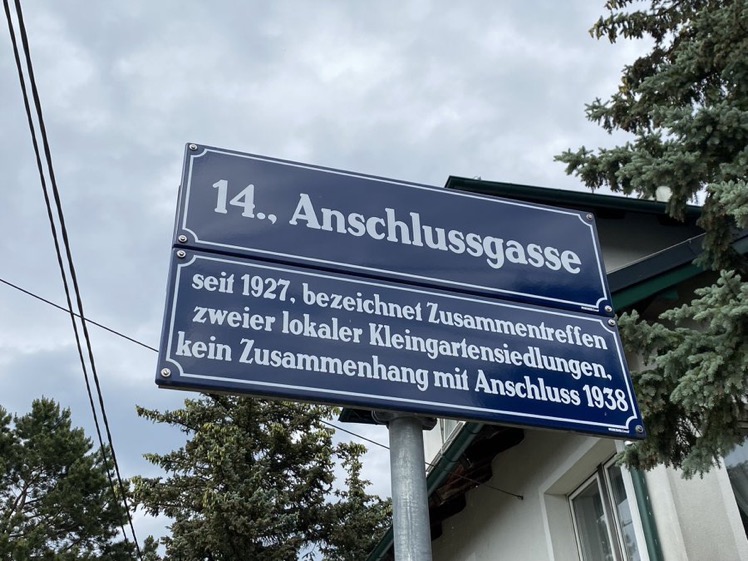 14., Anschlussgasse
seit 1927, bezeichnet Zusammentreffen
zweier lokaler Kleingartensiedlungen,
kein Zusammenhang mit Anschluss 1938